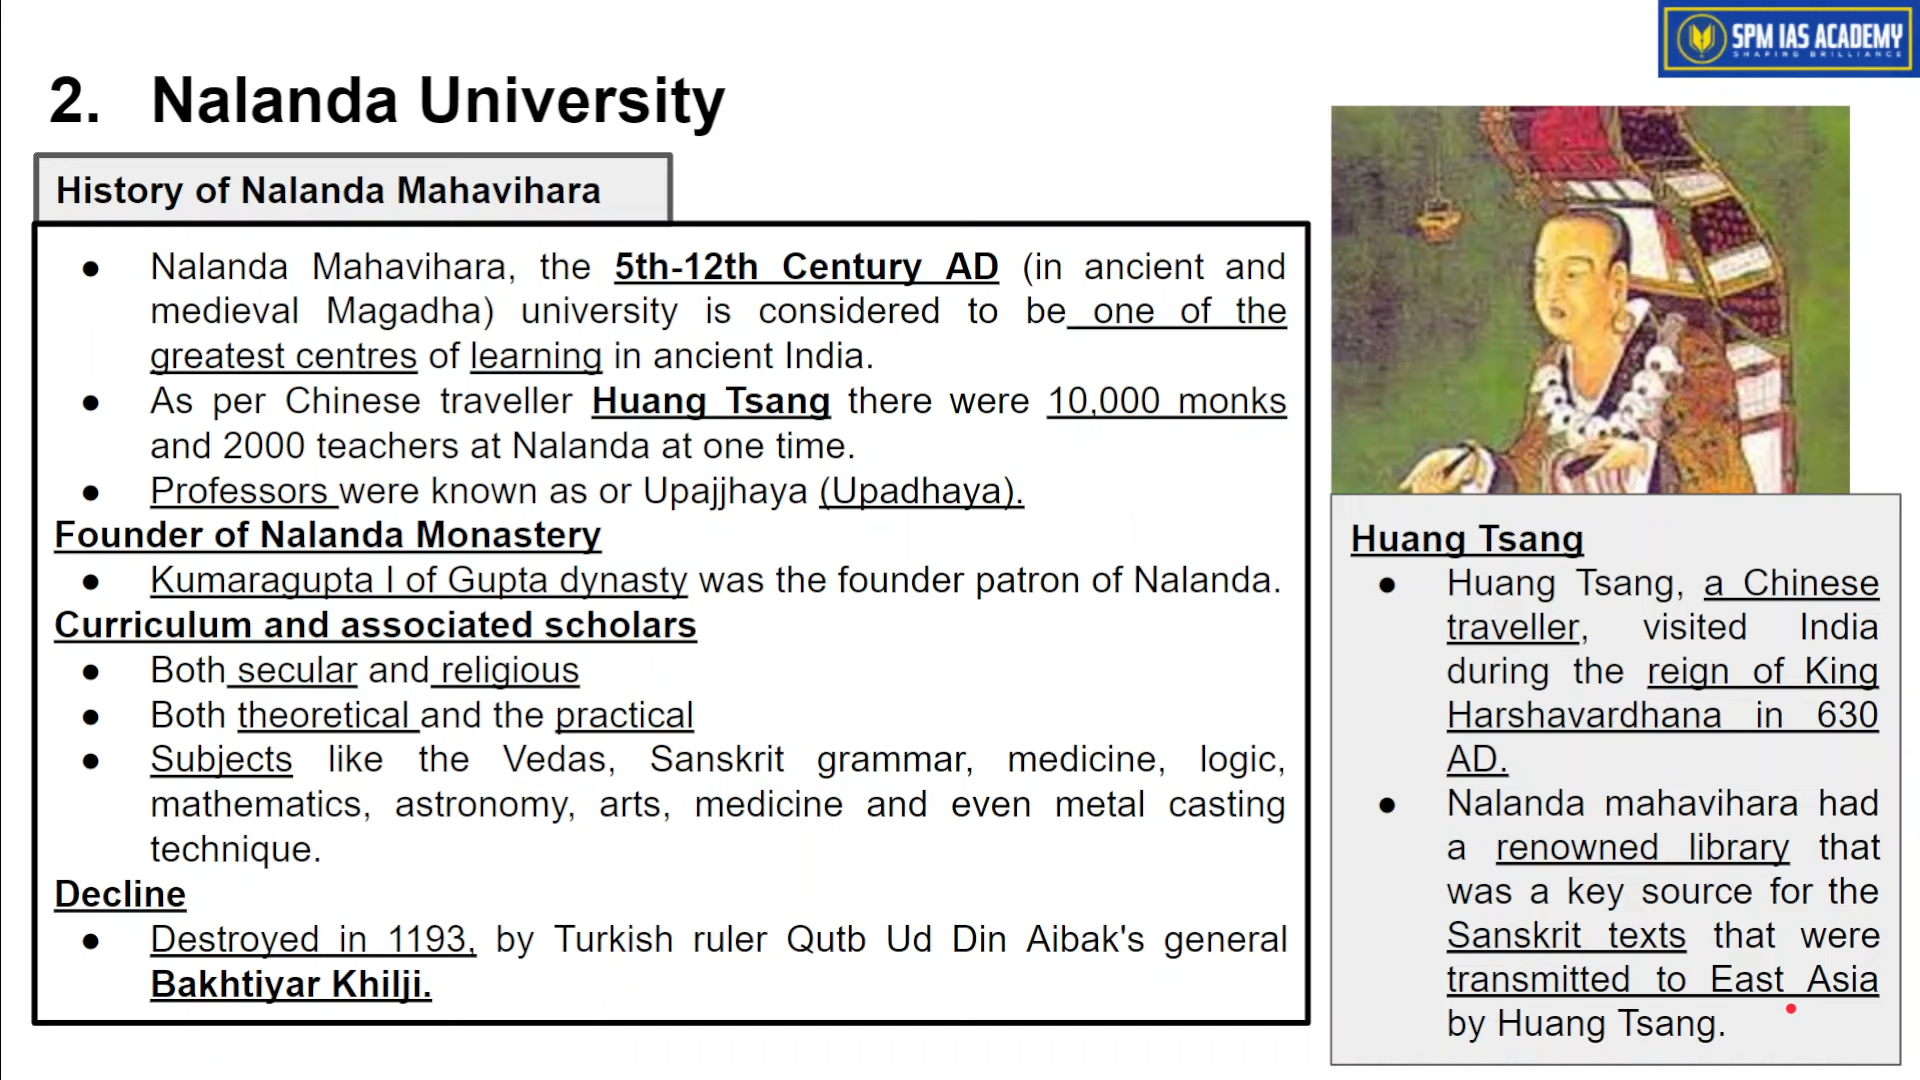 SPM IAS ACADEMY
SHAPING BRILLIANCE
2. Nalanda University
History of Nalanda Mahavihara
● Nalanda Mahavihara, the 5th-12th Century AD (in ancient and
medieval Magadha) university is considered to be one of the
greatest centres of learning in ancient India.
● As per Chinese traveller Huang Tsang there were 10,000 monks
and 2000 teachers at Nalanda at one time.
● Professors were known as or Upajjhaya (Upadhaya).
Founder of Nalanda Monastery
● Kumaragupta I of Gupta dynasty was the founder patron of Nalanda.
Curriculum and associated scholars
● Both secular and religious
● Both theoretical and the practical
● Subjects like the Vedas, Sanskrit grammar, medicine, logic,
mathematics, astronomy, arts, medicine and even metal casting
technique.
Decline
● Destroyed in 1193, by Turkish ruler Qutb Ud Din Aibak's general
Bakhtiyar Khilji.
Huang Tsang
● Huang Tsang, a Chinese
traveller, visited India
during the reign of King
Harshavardhana in 630
AD.
● Nalanda mahavihara had
a renowned library that
was a key source for the
Sanskrit texts that were
transmitted to East Asia
by Huang Tsang.